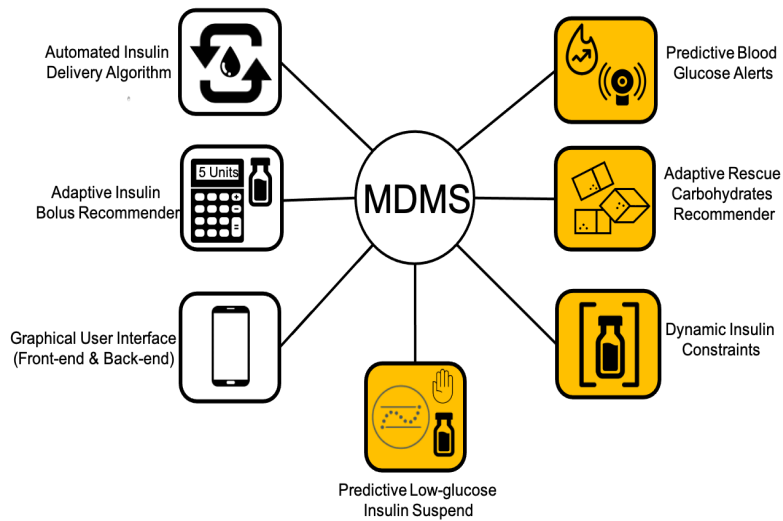 Automated Insulin
Delivery Algorithm
Predictive Blood
Glucose Alerts
5 Units
Adaptive Insulin
Bolus Recommender
MDMS
Adaptive Rescue
Carbohydrates
Recommender
Graphical User Interface
(Front-end & Back-end)
Dynamic Insulin
Constraints
Predictive Low-glucose
Insulin Suspend